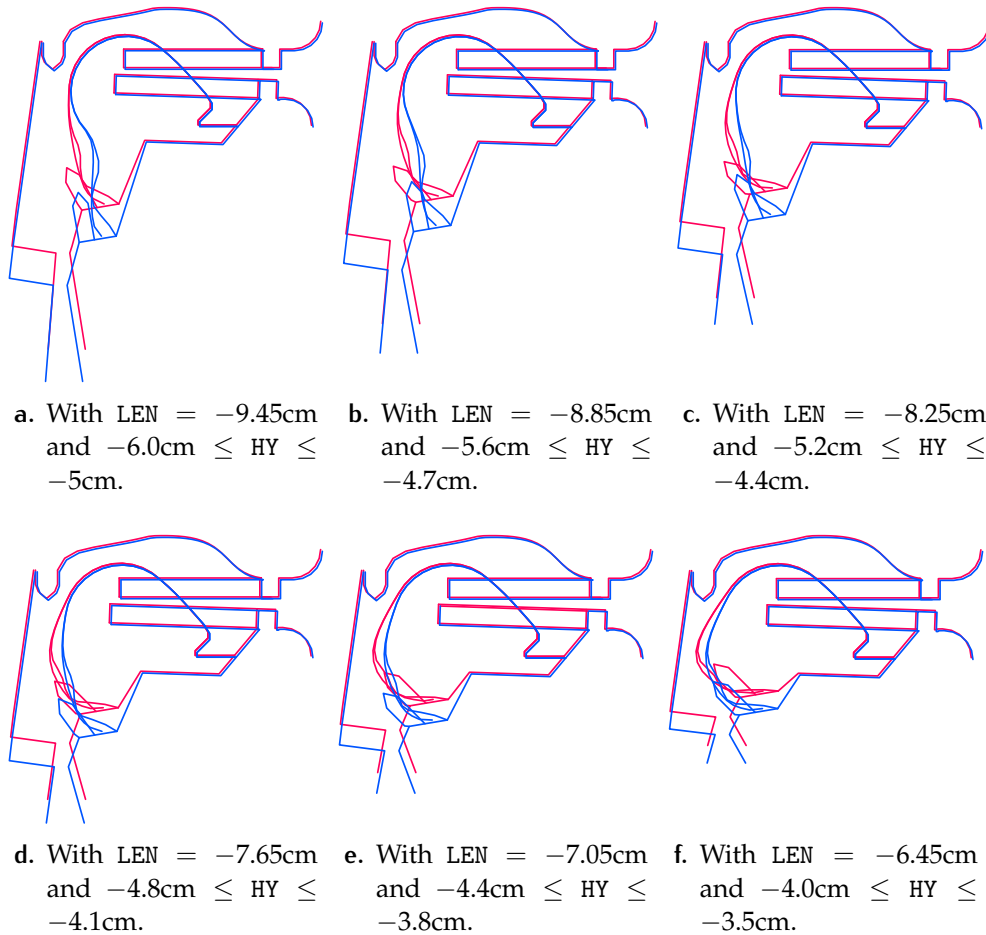 a. With LEN = −9.45cm
and −6.0cm ≤ HY ≤
−5cm.
b. With LEN = −8.85cm
and −5.6cm ≤ HY ≤
−4.7cm.
c. With LEN = −8.25cm
and −5.2cm ≤ HY ≤
−4.4cm.
d. With LEN = −7.65cm
and −4.8cm ≤ HY ≤
−4.1cm.
e. With LEN = −7.05cm
and −4.4cm ≤ HY ≤
−3.8cm.
f. With LEN = −6.45cm
and −4.0cm ≤ HY ≤
−3.5cm.